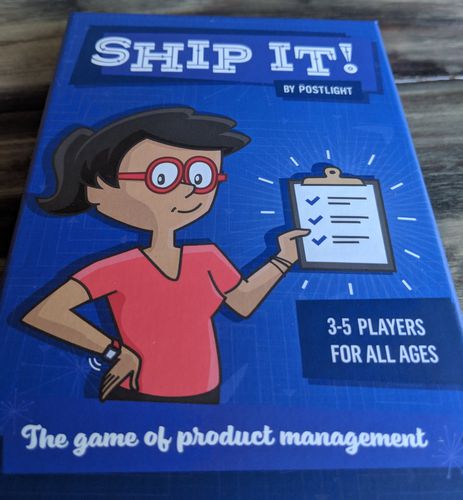 SHIP IT!
BY POSTLIGHT
3-5 PLAYERS
FOR ALL AGES
The game of product management